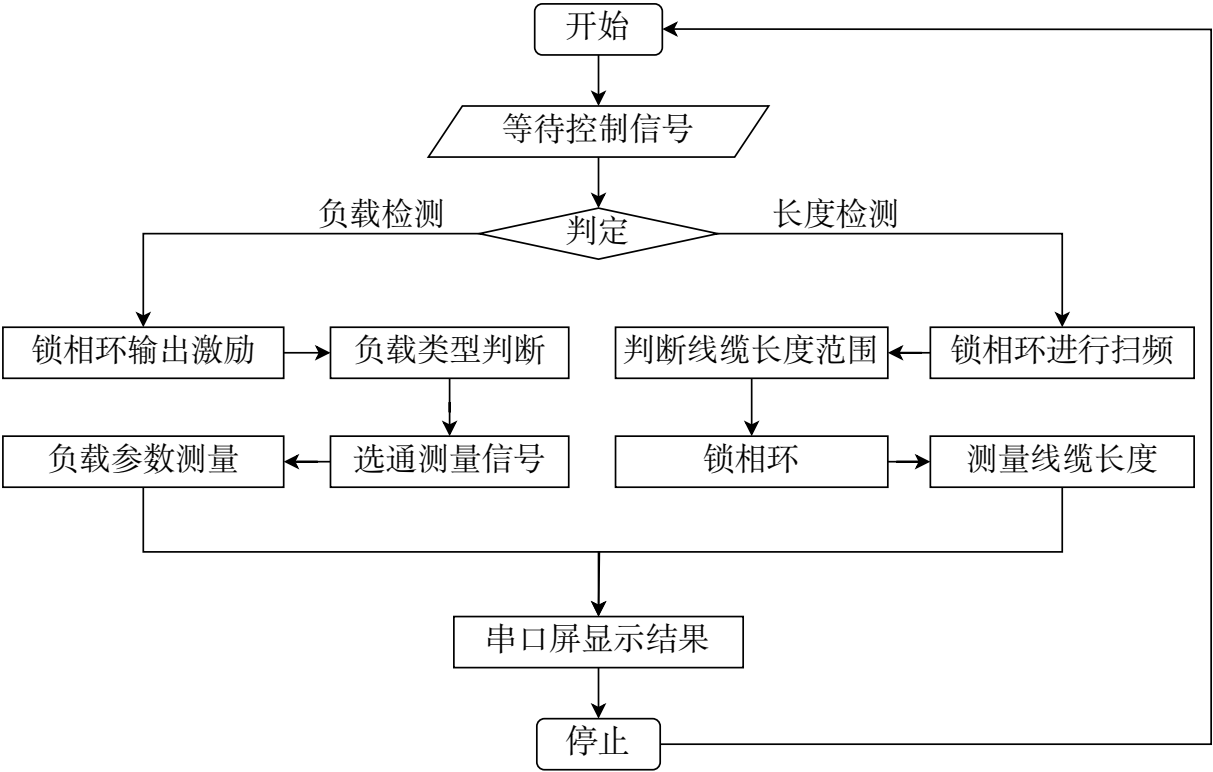 开始
等待控制信号
负载检测
判定
长度检测
锁相环输出激励
负载类型判断
判断线缆长度范围
锁相环进行扫频
负载参数测量
选通测量信号
锁相环
测量线缆长度
串口屏显示结果
停止